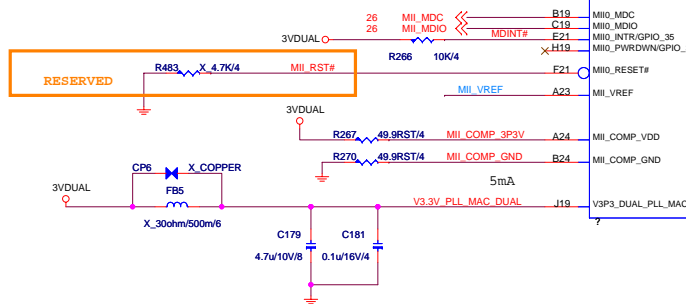 26 MII_MDC B19 MII0_MDC
26 MII_MDIO C19 MII0_MDIO
3VDUAL MDINT# E21 MII0_INTR/GPIO_35
R266 10K/4 H19 MII0_PWRDWN/GPIO_
RESERVED R483 X_4.7K/4 MII_RST# F21 MII0_RESET#
MII_VREF A23 MII_VREF
3VDUAL
R267 49.9RST/4 MII_COMP_3P3V A24 MII_COMP_VDD
R270 49.9RST/4 MII_COMP_GND B24 MII_COMP_GND
CP6 X_COPPER
5mA
3VDUAL FB5
V3.3V_PLL_MAC_DUAL J19 V3P3_DUAL_PLL_MAC
?
X_30ohm/500m/6
C179 C181
4.7u/10V/8 0.1u/16V/4